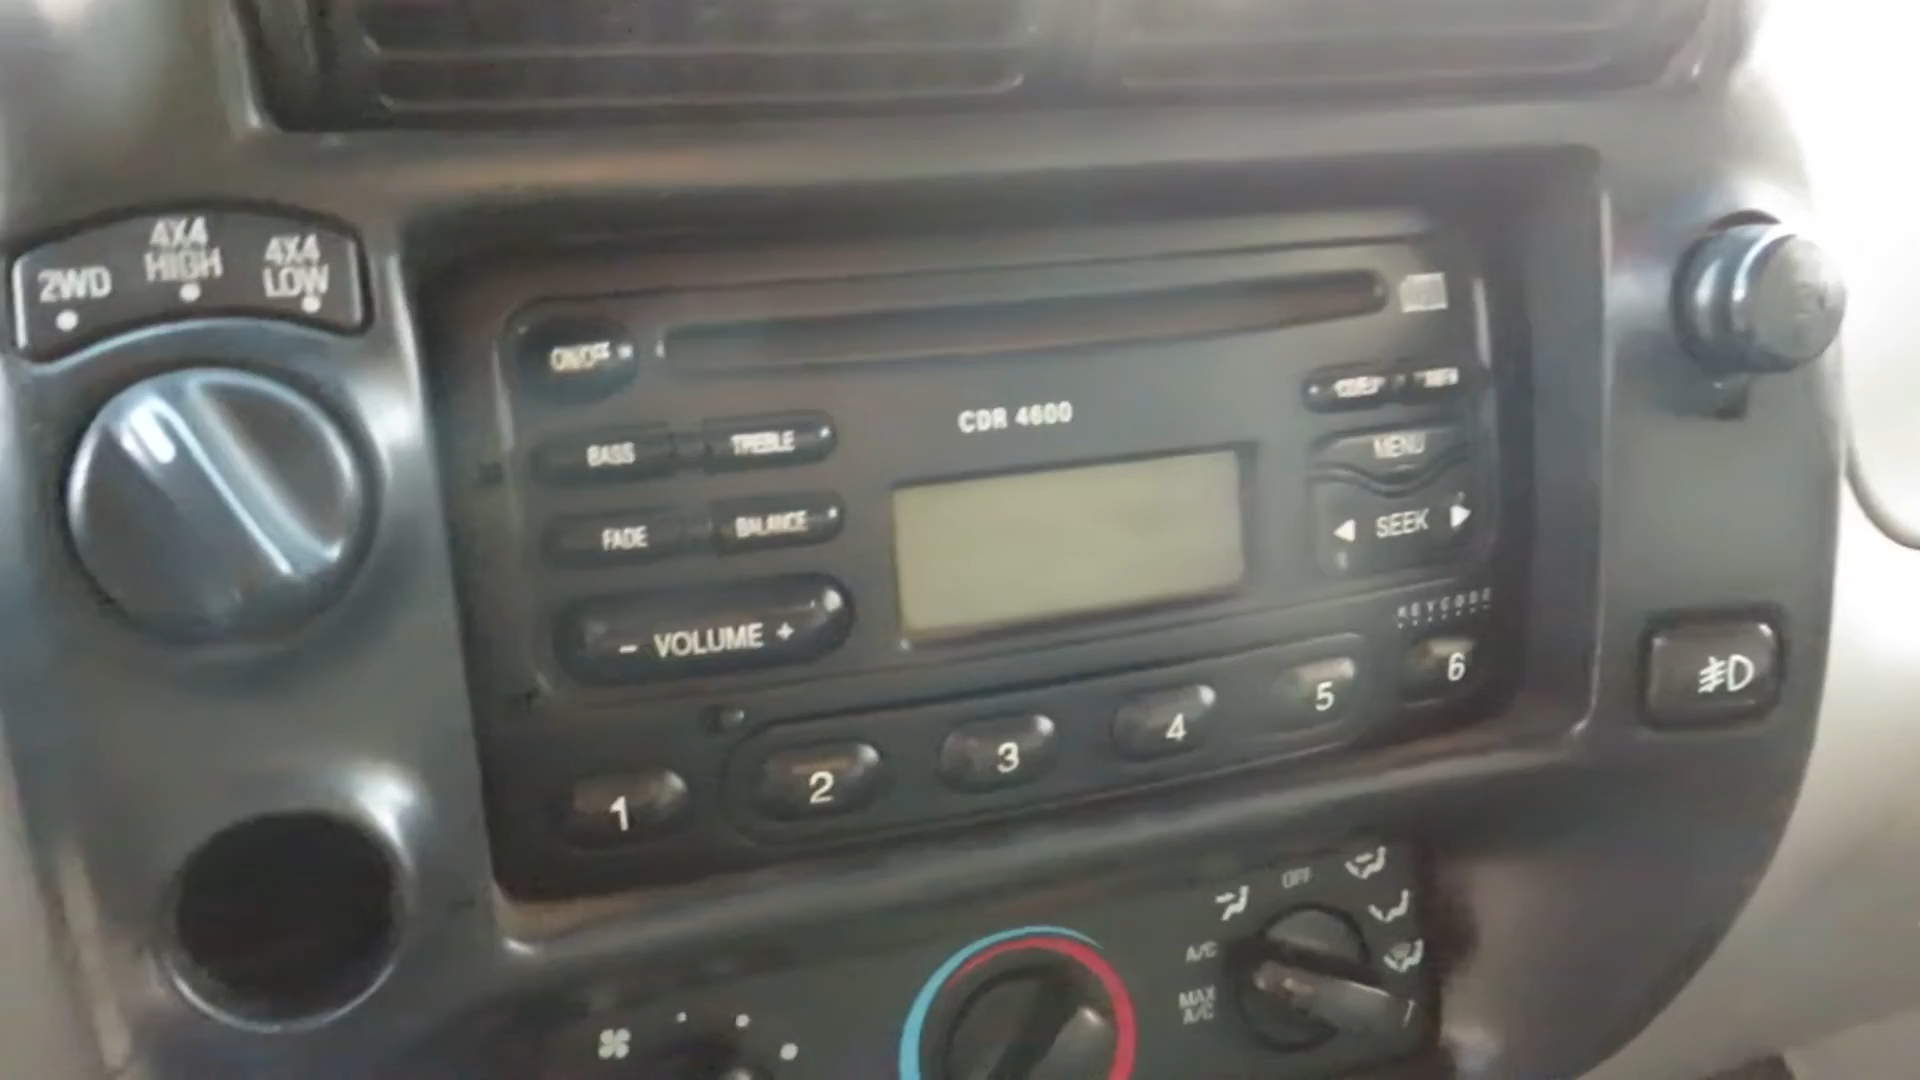 2WD
4X4
HIGH
4X4
LOW
ON/OFF
CDR 4600
BASS
TREBLE
MENU
FADE
BALANCE
SEEK
- VOLUME +
KEYCODE
1
2
3
4
5
6
OFF
A/C
MAX
A/C